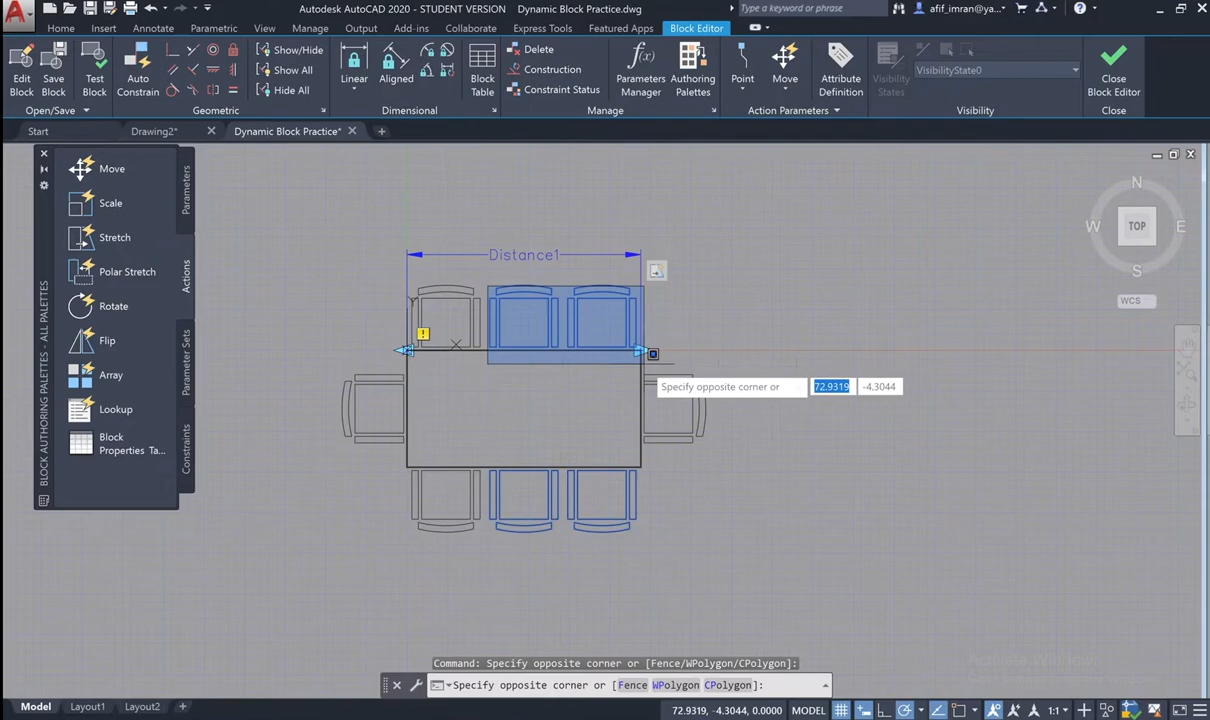 Autodesk AutoCAD 2020 - STUDENT VERSION Dynamic Block Practice.dwg
Type a keyword or phrase
afif_imran@ya...
Home Insert Annotate Parametric View Manage Output Add-ins Collaborate Express Tools Featured Apps Block Editor
Edit Block
Save Block
Test Block
Open/Save
Auto Constrain
Show/Hide
Show All
Hide All
Geometric
Linear
Aligned
Dimensional
Block Table
Delete
Construction
Constraint Status
Parameters Manager
Authoring Palettes
Manage
Point
Move
Action Parameters
Attribute Definition
Visibility States
VisibilityState0
Visibility
Close Block Editor
Close
Start
Drawing2*
Dynamic Block Practice*
BLOCK AUTHORING PALETTES - ALL PALETTES
Move
Scale
Stretch
Polar Stretch
Rotate
Flip
Array
Lookup
Block
Properties Ta...
Parameters
Actions
Parameter Sets
Constraints
Distance1
Y
!
N
W
TOP
E
S
WCS
Specify opposite corner or
72.9319
-4.3044
Activate Windows
Command: Specify opposite corner or [Fence/WPolygon/CPolygon]:
Specify opposite corner or [Fence WPolygon CPolygon]:
Model Layout1 Layout2
72.9319, -4.3044, 0.0000 MODEL
1:1